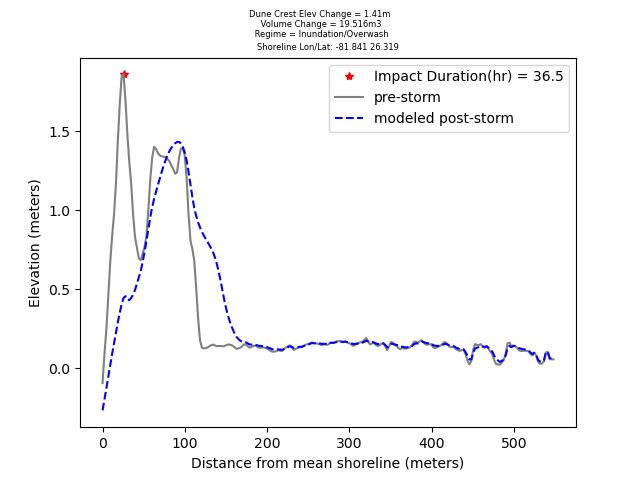 Dune Crest Elev Change = 1.41m
Volume Change = 19.516m3
Regime = Inundation/Overwash
Shoreline Lon/Lat: -81.841 26.319
Impact Duration(hr) = 36.5
pre-storm
modeled post-storm
Elevation (meters)
1.5
1.0
0.5
0.0
0 100 200 300 400 500
Distance from mean shoreline (meters)